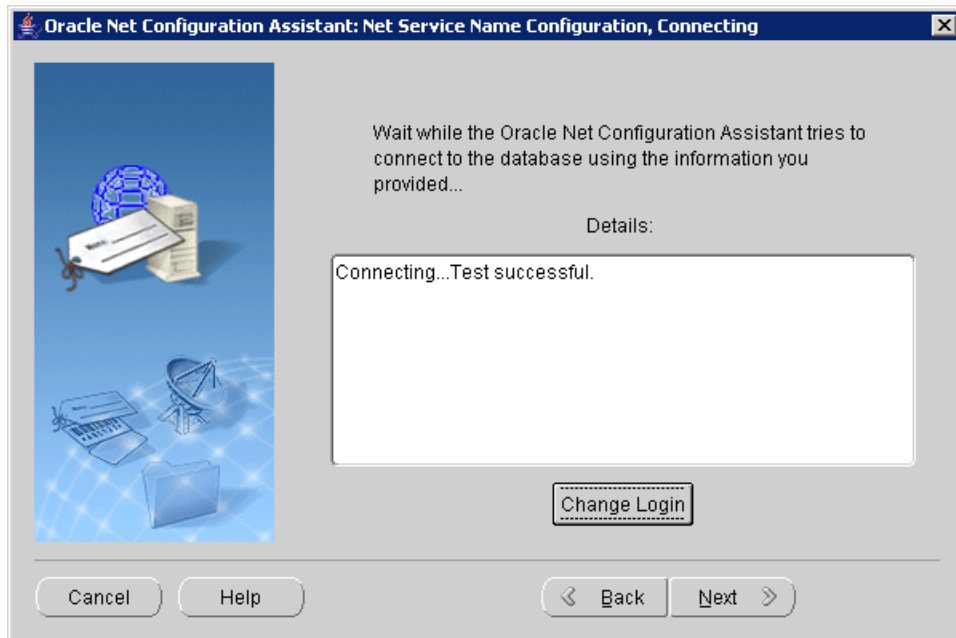 Oracle Net Configuration Assistant: Net Service Name Configuration, Connecting
Wait while the Oracle Net Configuration Assistant tries to
connect to the database using the information you
provided...
Details:
Connecting...Test successful.
Change Login
Cancel
Help
Back
Next